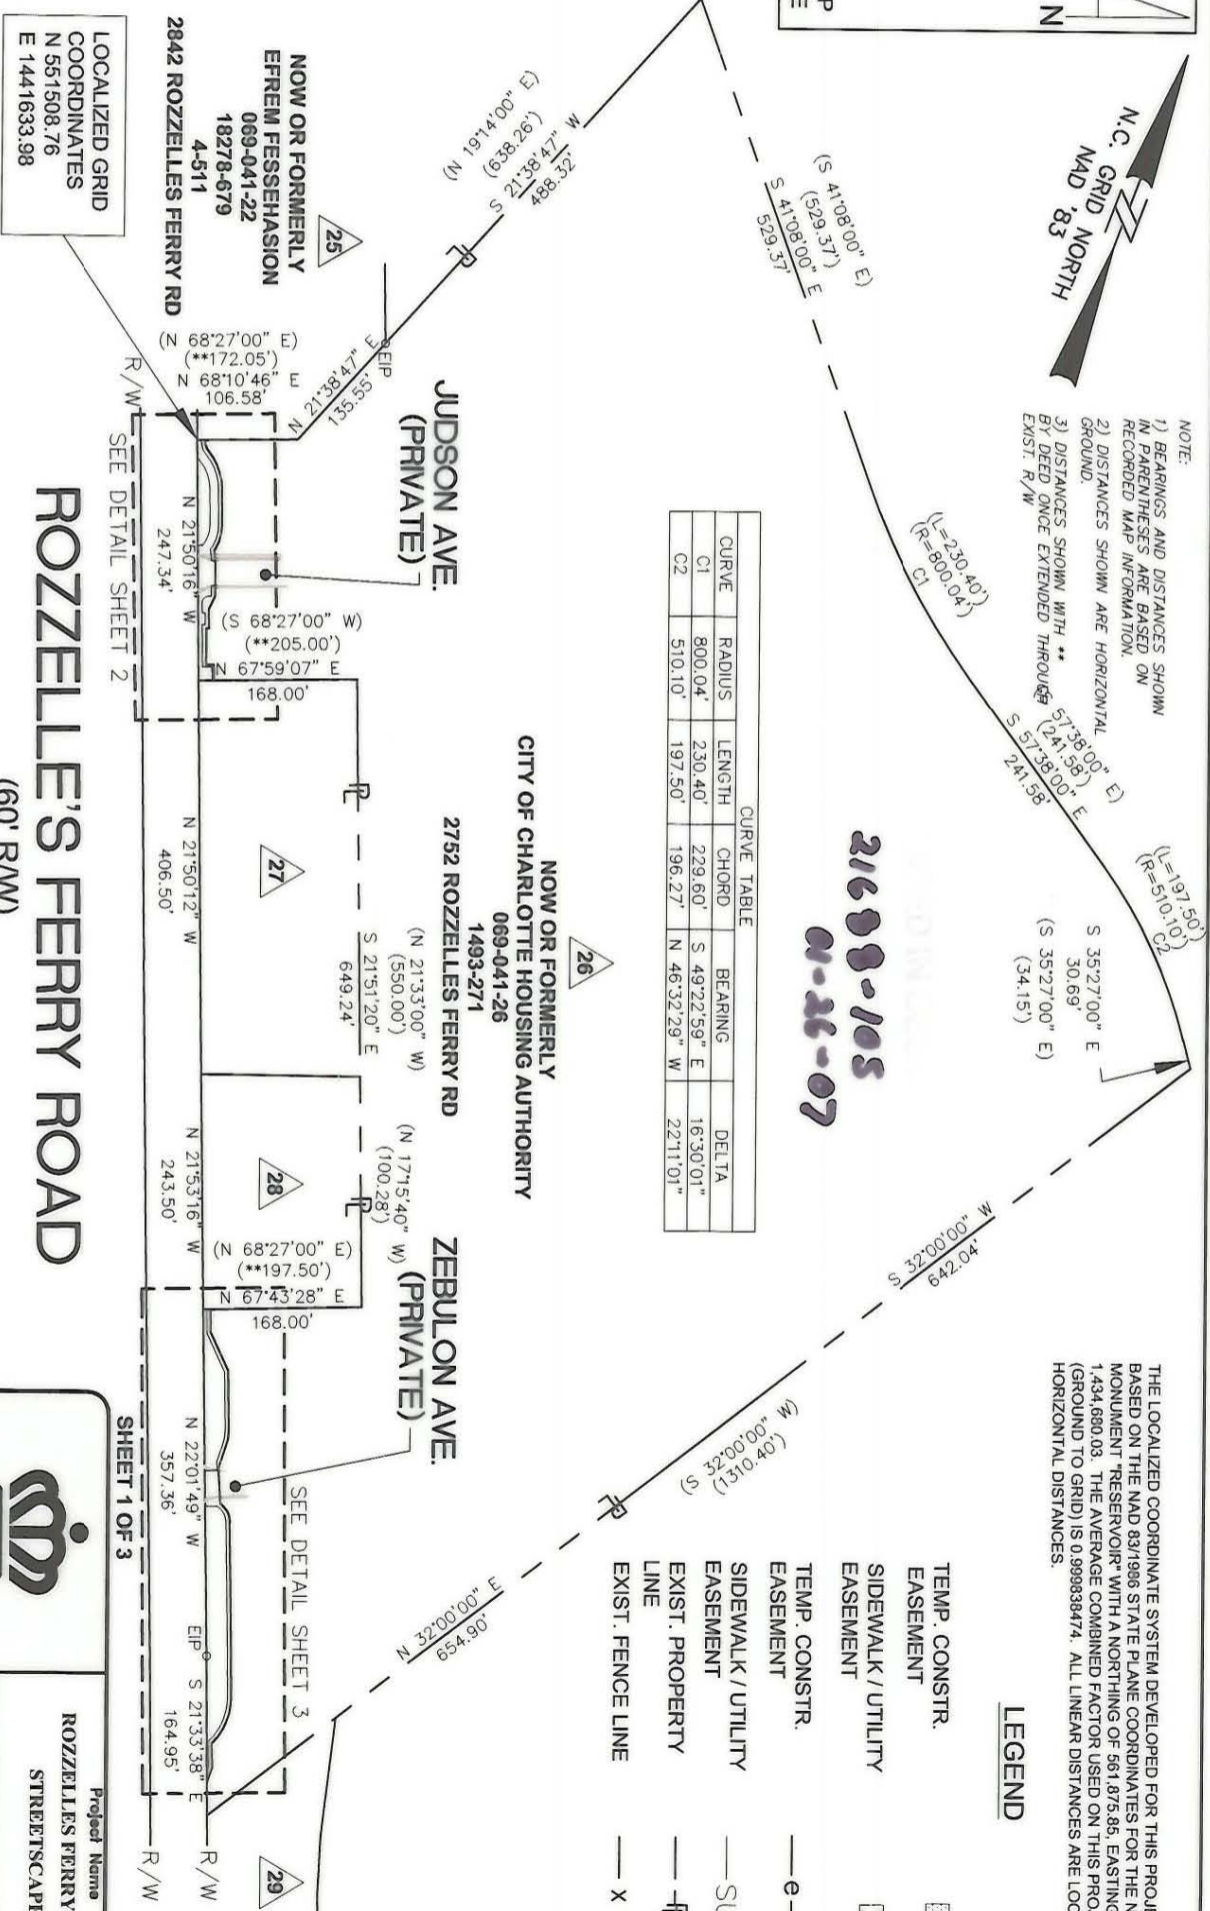 N
N.C. GRID NORTH
NAD '83
NOTE:
1) BEARINGS AND DISTANCES SHOWN
IN PARENTHESES ARE BASED ON
RECORDED MAP INFORMATION.
2) DISTANCES SHOWN ARE HORIZONTAL
GROUND.
3) DISTANCES SHOWN WITH **
BY DEED ONCE EXTENDED THROUGH
EXIST. R/W
THE LOCALIZED COORDINATE SYSTEM DEVELOPED FOR THIS PROJ
BASED ON THE NAD 83/1986 STATE PLANE COORDINATES FOR THE N
MONUMENT "RESERVOIR" WITH A NORTHING OF 561,875.85, EASTING
1,434,680.03. THE AVERAGE COMBINED FACTOR USED ON THIS PRO
(GROUND TO GRID) IS 0.99983847 4. ALL LINEAR DISTANCES ARE LOC
HORIZONTAL DISTANCES.
LEGEND
TEMP. CONSTR.
EASEMENT
SIDEWALK / UTILITY
EASEMENT
TEMP. CONSTR.
EASEMENT
e
SIDEWALK / UTILITY
EASEMENT
SU
EXIST. PROPERTY
LINE
EXIST. FENCE LINE
x
(S 41°08'00" E)
(529.37')
S 41°08'00" E
529.37'
(L=230.40')
(R=800.04')
C1
57°38'00" E)
(241.58')
S 57°38'00" E
241.58'
(L=197.50')
(R=510.10')
C2
S 35°27'00" E
30.69'
(S 35°27'00" E)
(34.15')
S 32°00'00" W
642.04'
(S 32°00'00" W)
(1310.40')
N 32°00'00" E
654.90'
CURVE TABLE
CURVE RADIUS LENGTH CHORD BEARING DELTA
C1 800.04' 230.40' 229.60' S 49°22'59" E 16°30'01"
C2 510.10' 197.50' 196.27' N 46°32'29" W 22°11'01"
(N 19°14'00" E)
(638.26')
S 21°38'47" W
488.32'
N 21°38'47" E
135.55'
EIP
25
NOW OR FORMERLY
EFREM FESSEHASION
069-041-22
18278-679
4-511
2842 ROZZELLES FERRY RD
LOCALIZED GRID
COORDINATES
N 551508.76
E 1441633.98
(N 68°27'00" E)
(**172.05')
N 68°10'46" E
106.58'
R/W
JUDSON AVE.
(PRIVATE)
SEE DETAIL SHEET 2
N 21°50'16" W
247.34'
(S 68°27'00" W)
(**205.00')
N 67°59'07" E
168.00'
26
NOW OR FORMERLY
CITY OF CHARLOTTE HOUSING AUTHORITY
069-041-26
1493-271
2752 ROZZELLES FERRY RD
27
N 21°50'12" W
406.50'
(N 21°33'00" W)
(550.00')
S 21°51'20" E
649.24'
28
(N 17°15'40" W)
(100.28')
N 21°53'16" W
243.50'
(N 68°27'00" E)
(**197.50')
N 67°43'28" E
168.00'
ZEBULON AVE.
(PRIVATE)
SEE DETAIL SHEET 3
N 22°01'49" W
357.36'
EIP
S 21°33'38" E
164.95'
R/W
R/W
29
ROZZELLE'S FERRY ROAD
(60' R/W)
SHEET 1 OF 3
Project Name
ROZZELLES FERRY
STREETSCAPE